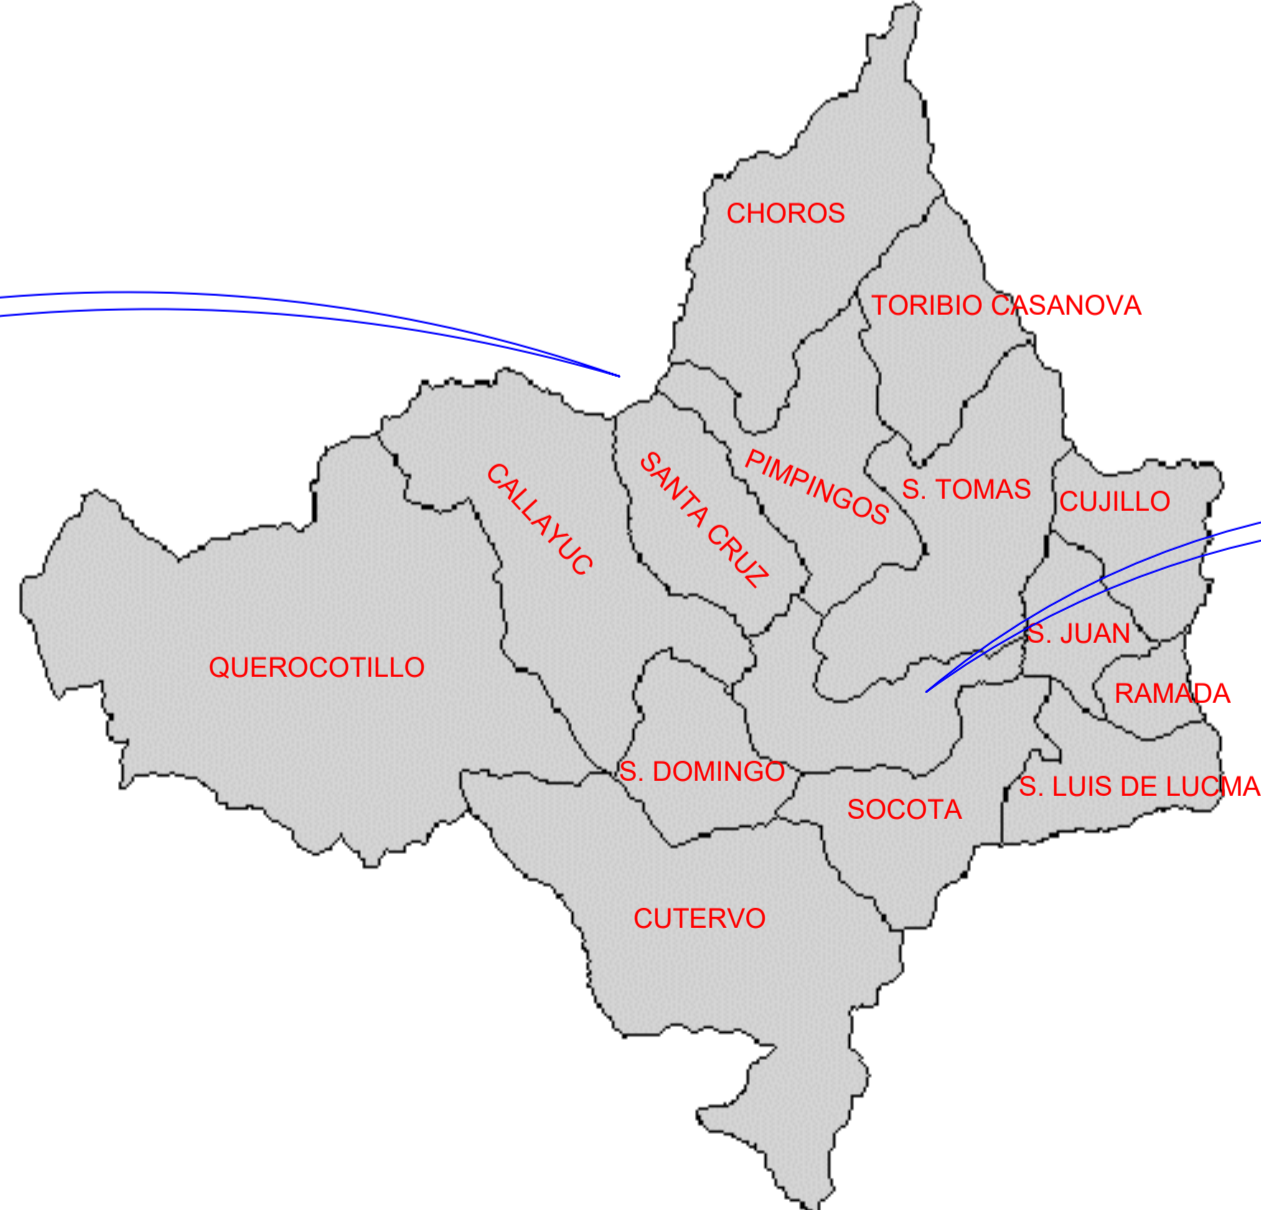 CHOROS
TORIBIO CASANOVA
CALLAYUC
SANTA CRUZ
PIMPINGOS
S. TOMAS
CUJILLO
S. JUAN
QUEROCOTILLO
RAMADA
S. DOMINGO
S. LUIS DE LUCMA
SOCOTA
CUTERVO